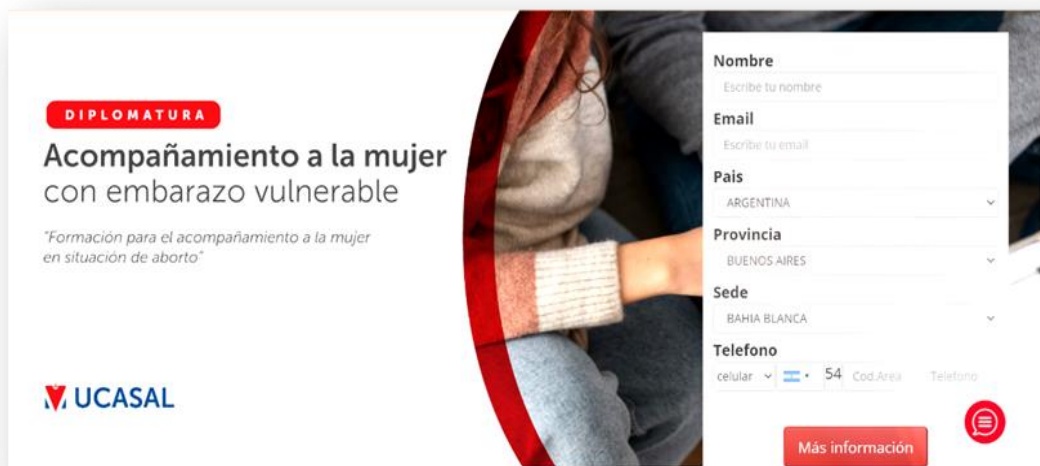 DIPLOMATURA
Acompañamiento a la mujer
con embarazo vulnerable
"Formación para el acompañamiento a la mujer
en situación de aborto"
UCASAL
Nombre
Escribe tu nombre
Email
Escribe tu email
Pais
ARGENTINA
Provincia
BUENOS AIRES
Sede
BAHIA BLANCA
Telefono
celular 54 Cod.Area Telefono
Más información